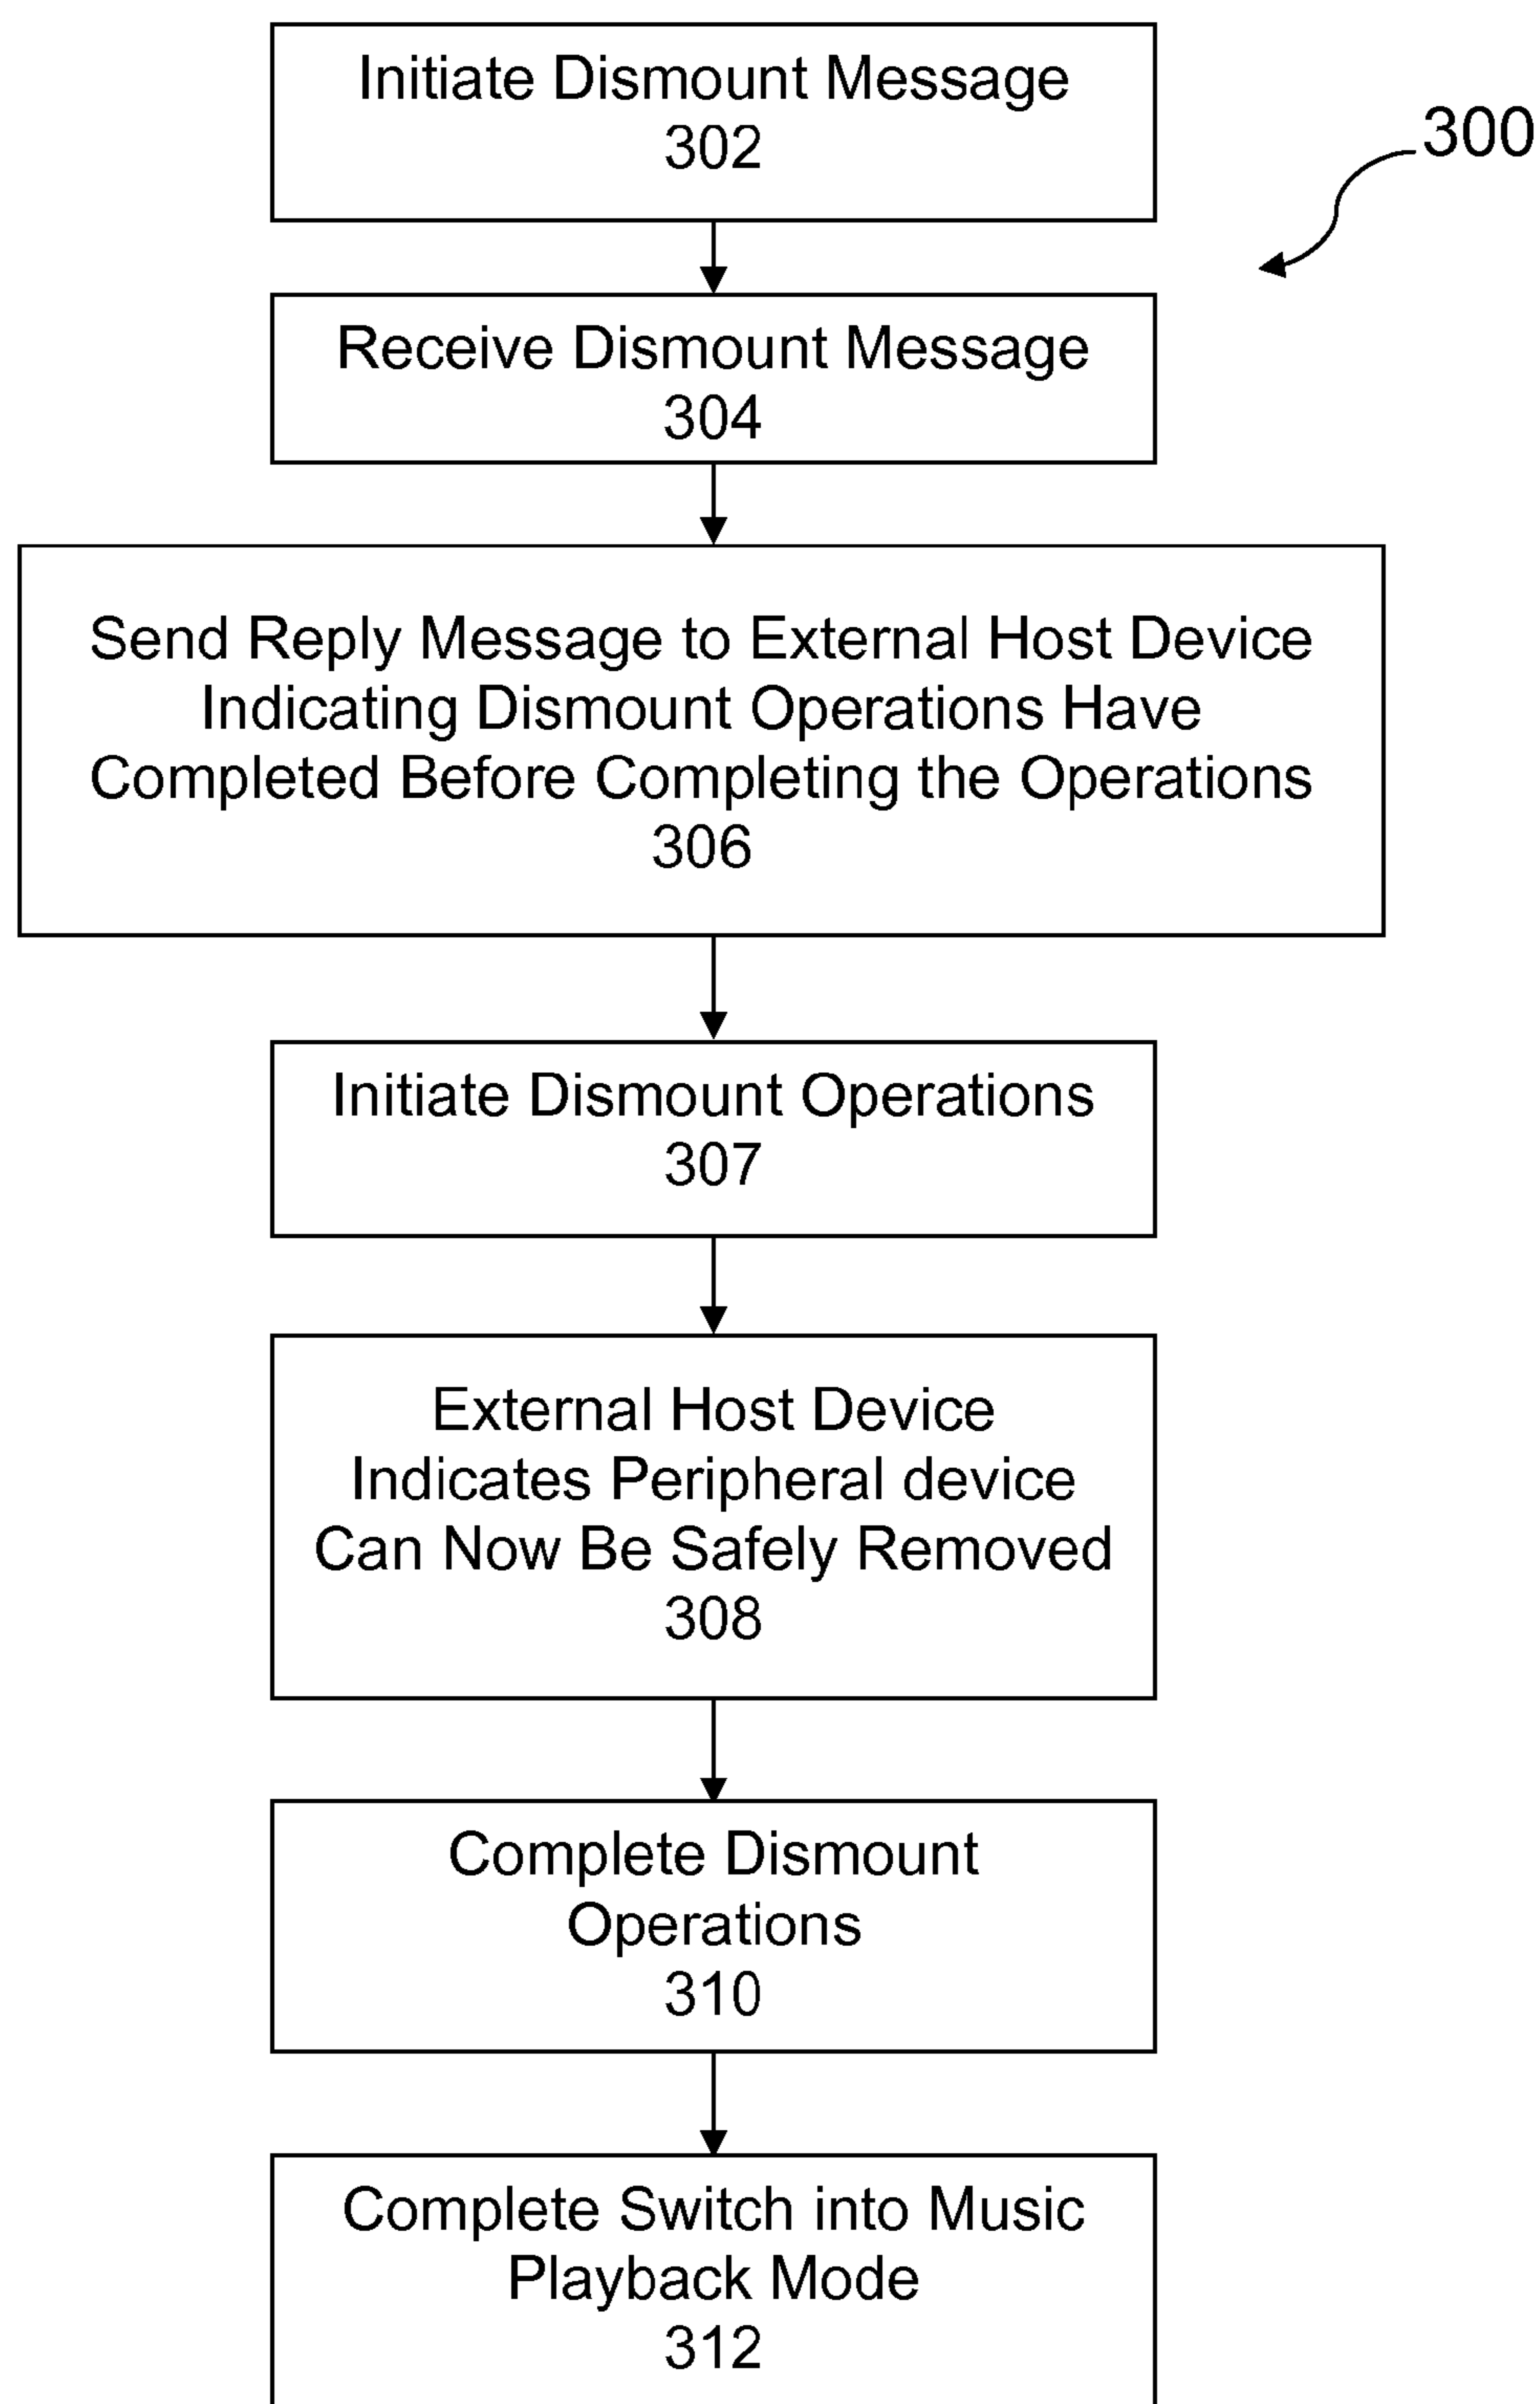 Initiate Dismount Message
302
300
Receive Dismount Message
304
Send Reply Message to External Host Device
Indicating Dismount Operations Have
Completed Before Completing the Operations
306
Initiate Dismount Operations
307
External Host Device
Indicates Peripheral device
Can Now Be Safely Removed
308
Complete Dismount
Operations
310
Complete Switch into Music
Playback Mode
312